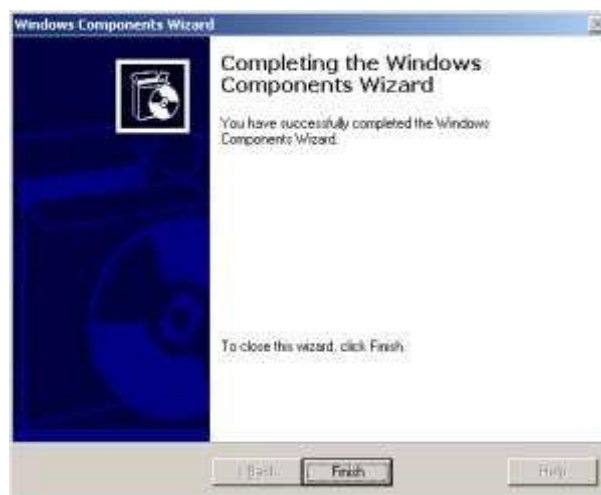 Windows Components Wizard
Completing the Windows
Components Wizard
You have successfully completed the Windows
Components Wizard.
To close this wizard, click Finish.
< Back
Finish
Help